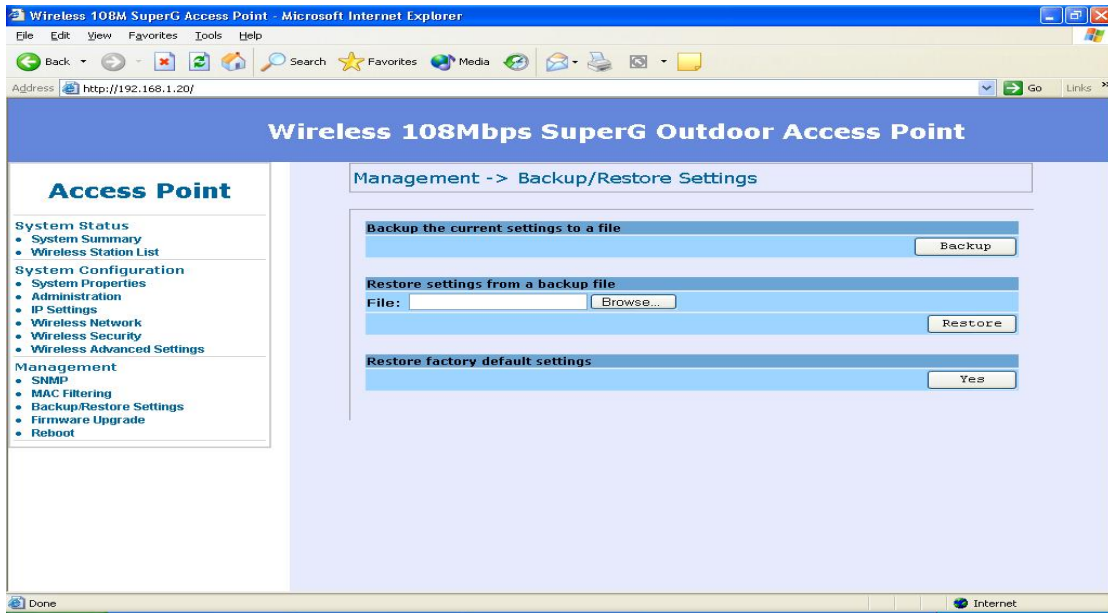 Wireless 108M SuperG Access Point - Microsoft Internet Explorer
File Edit View Favorites Tools Help
Back Search Favorites Media
Address http://192.168.1.20/ Go Links »
Wireless 108Mbps SuperG Outdoor Access Point
Access Point
System Status
System Summary
Wireless Station List
System Configuration
System Properties
Administration
IP Settings
Wireless Network
Wireless Security
Wireless Advanced Settings
Management
SNMP
MAC Filtering
Backup/Restore Settings
Firmware Upgrade
Reboot
Management -> Backup/Restore Settings
Backup the current settings to a file
Backup
Restore settings from a backup file
File: Browse...
Restore
Restore factory default settings
Yes
Done Internet